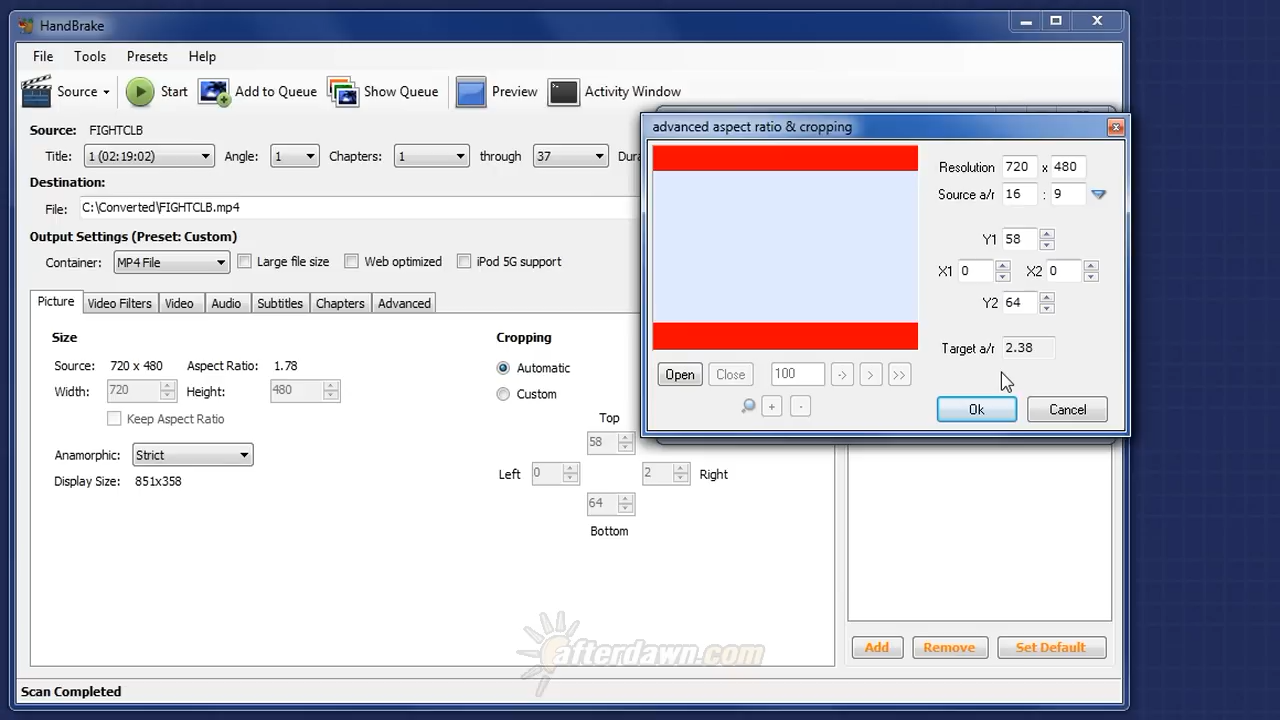 HandBrake
File Tools Presets Help
Source Start Add to Queue Show Queue Preview Activity Window
Source: FIGHTCLB
Title: 1 (02:19:02) Angle: 1 Chapters: 1 through 37 Dura
Destination:
File: C:\Converted\FIGHTCLB.mp4
Output Settings (Preset: Custom)
Container: MP4 File Large file size Web optimized iPod 5G support
Picture Video Filters Video Audio Subtitles Chapters Advanced
Size
Source: 720 x 480 Aspect Ratio: 1.78
Width: 720 Height: 480
Keep Aspect Ratio
Anamorphic: Strict
Display Size: 851x358
Cropping
Automatic
Custom
Top
58
Left 0 2 Right
64
Bottom
advanced aspect ratio & cropping
Resolution 720 x 480
Source a/r 16 : 9
Y1 58
X1 0 X2 0
Y2 64
Target a/r 2.38
Open Close 100 -> > >>
+ -
Ok Cancel
Add Remove Set Default
afterdawn.com
Scan Completed